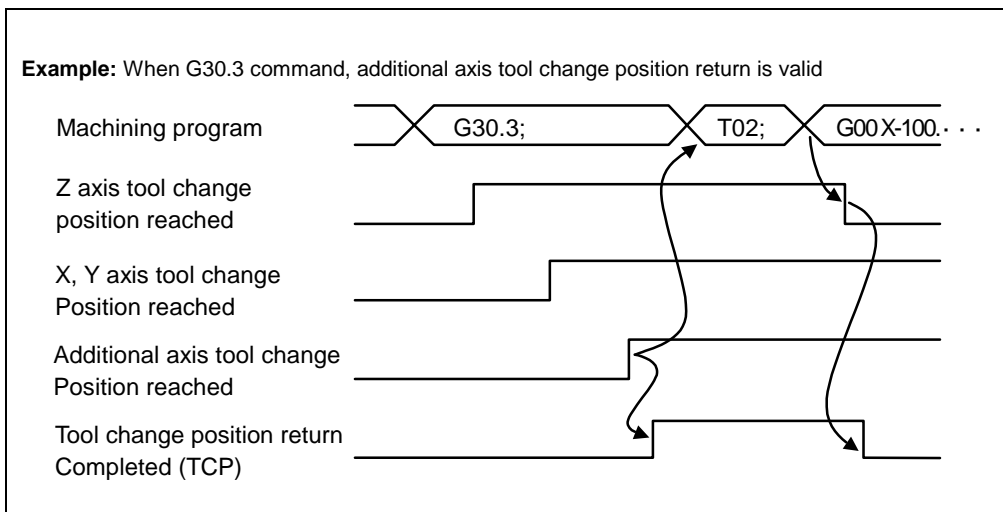 Example: When G30.3 command, additional axis tool change position return is valid
Machining program
G30.3;
T02;
G00 X-100. · · ·
Z axis tool change
position reached
X, Y axis tool change
Position reached
Additional axis tool change
Position reached
Tool change position return
Completed (TCP)